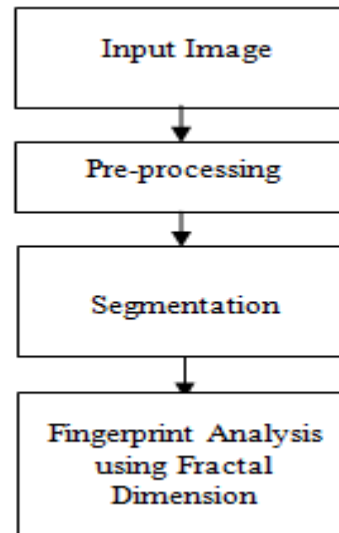 Input Image
Pre-processing
Segmentation
Fingerprint Analysis
using Fractal
Dimension